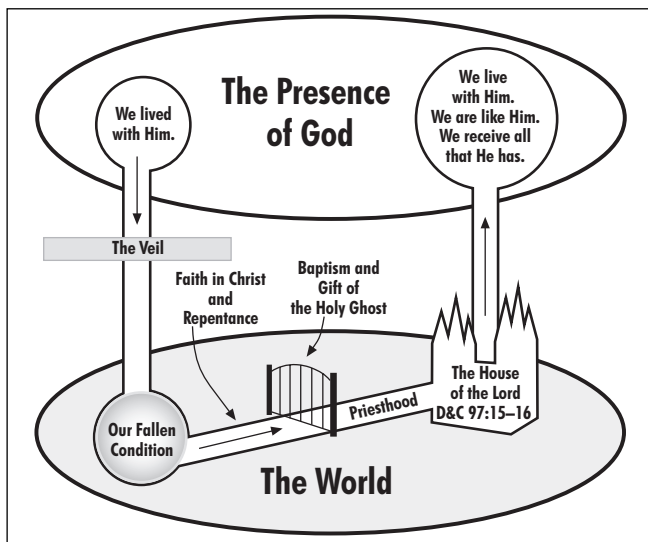 The Presence
of God
We lived
with Him.
We live
with Him.
We are like Him.
We receive all
that He has.
The Veil
Faith in Christ
and
Repentance
Baptism and
Gift of
the Holy Ghost
Our Fallen
Condition
Priesthood
The House
of the Lord
D&C 97:15–16
The World